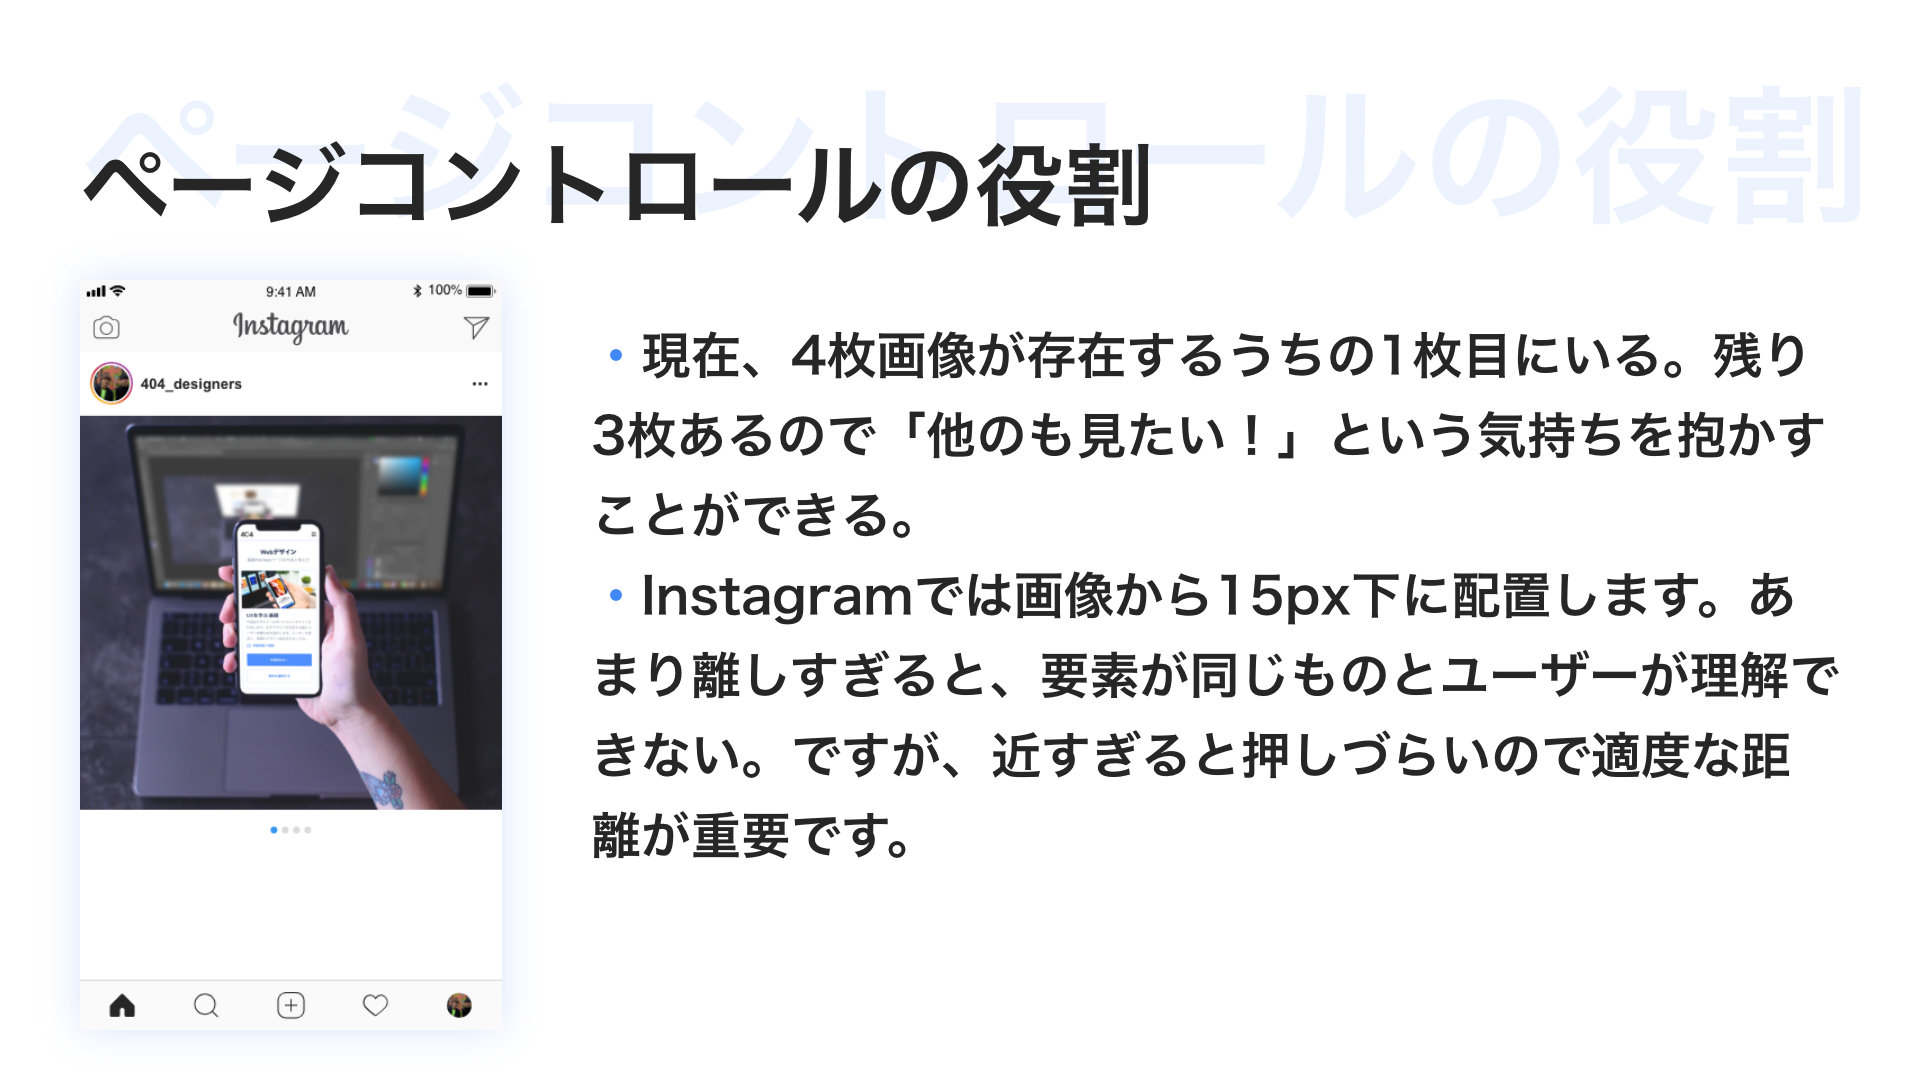 ページコントロールの役割
ページコントロールの役割
9:41 AM
100%
Instagram
404_designers
404
Webデザイン
・現在、4枚画像が存在するうちの1枚目にいる。残り
3枚あるので「他のも見たい！」という気持ちを抱かす
ことができる。
・Instagramでは画像から15px下に配置します。あ
まり離しすぎると、要素が同じものとユーザーが理解で
きない。ですが、近すぎると押しづらいので適度な距
離が重要です。